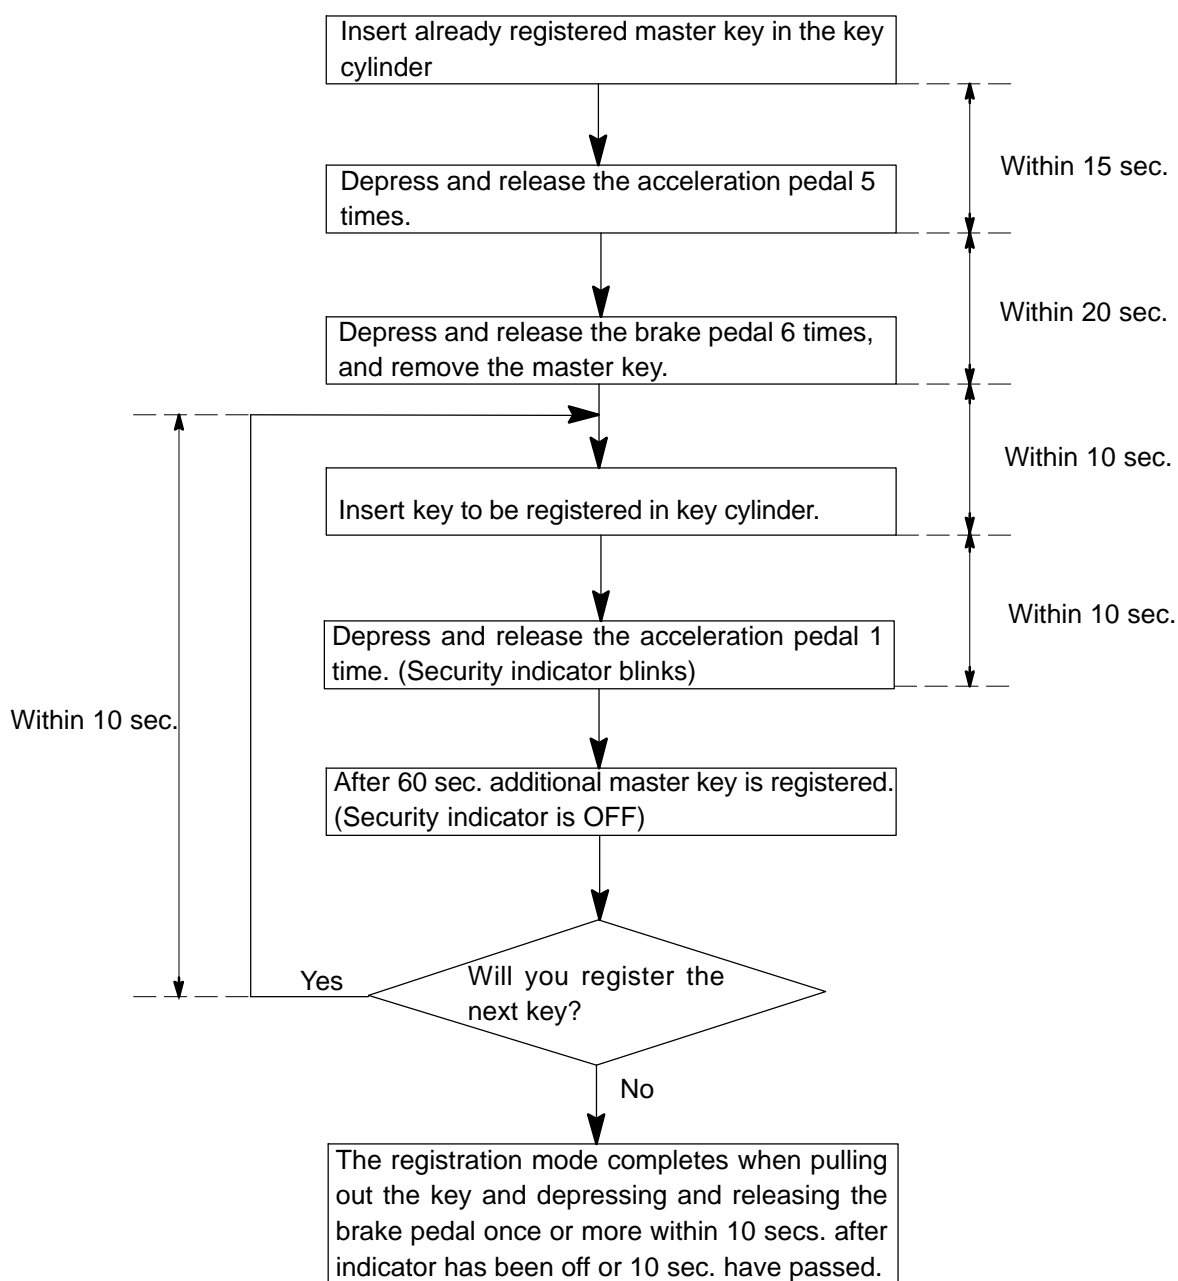 Insert already registered master key in the key
cylinder
Within 15 sec.
Depress and release the acceleration pedal 5
times.
Within 20 sec.
Depress and release the brake pedal 6 times,
and remove the master key.
Within 10 sec.
Insert key to be registered in key cylinder.
Within 10 sec.
Depress and release the acceleration pedal 1
time. (Security indicator blinks)
Within 10 sec.
After 60 sec. additional master key is registered.
(Security indicator is OFF)
Will you register the
next key?
Yes
No
The registration mode completes when pulling
out the key and depressing and releasing the
brake pedal once or more within 10 secs. after
indicator has been off or 10 sec. have passed.